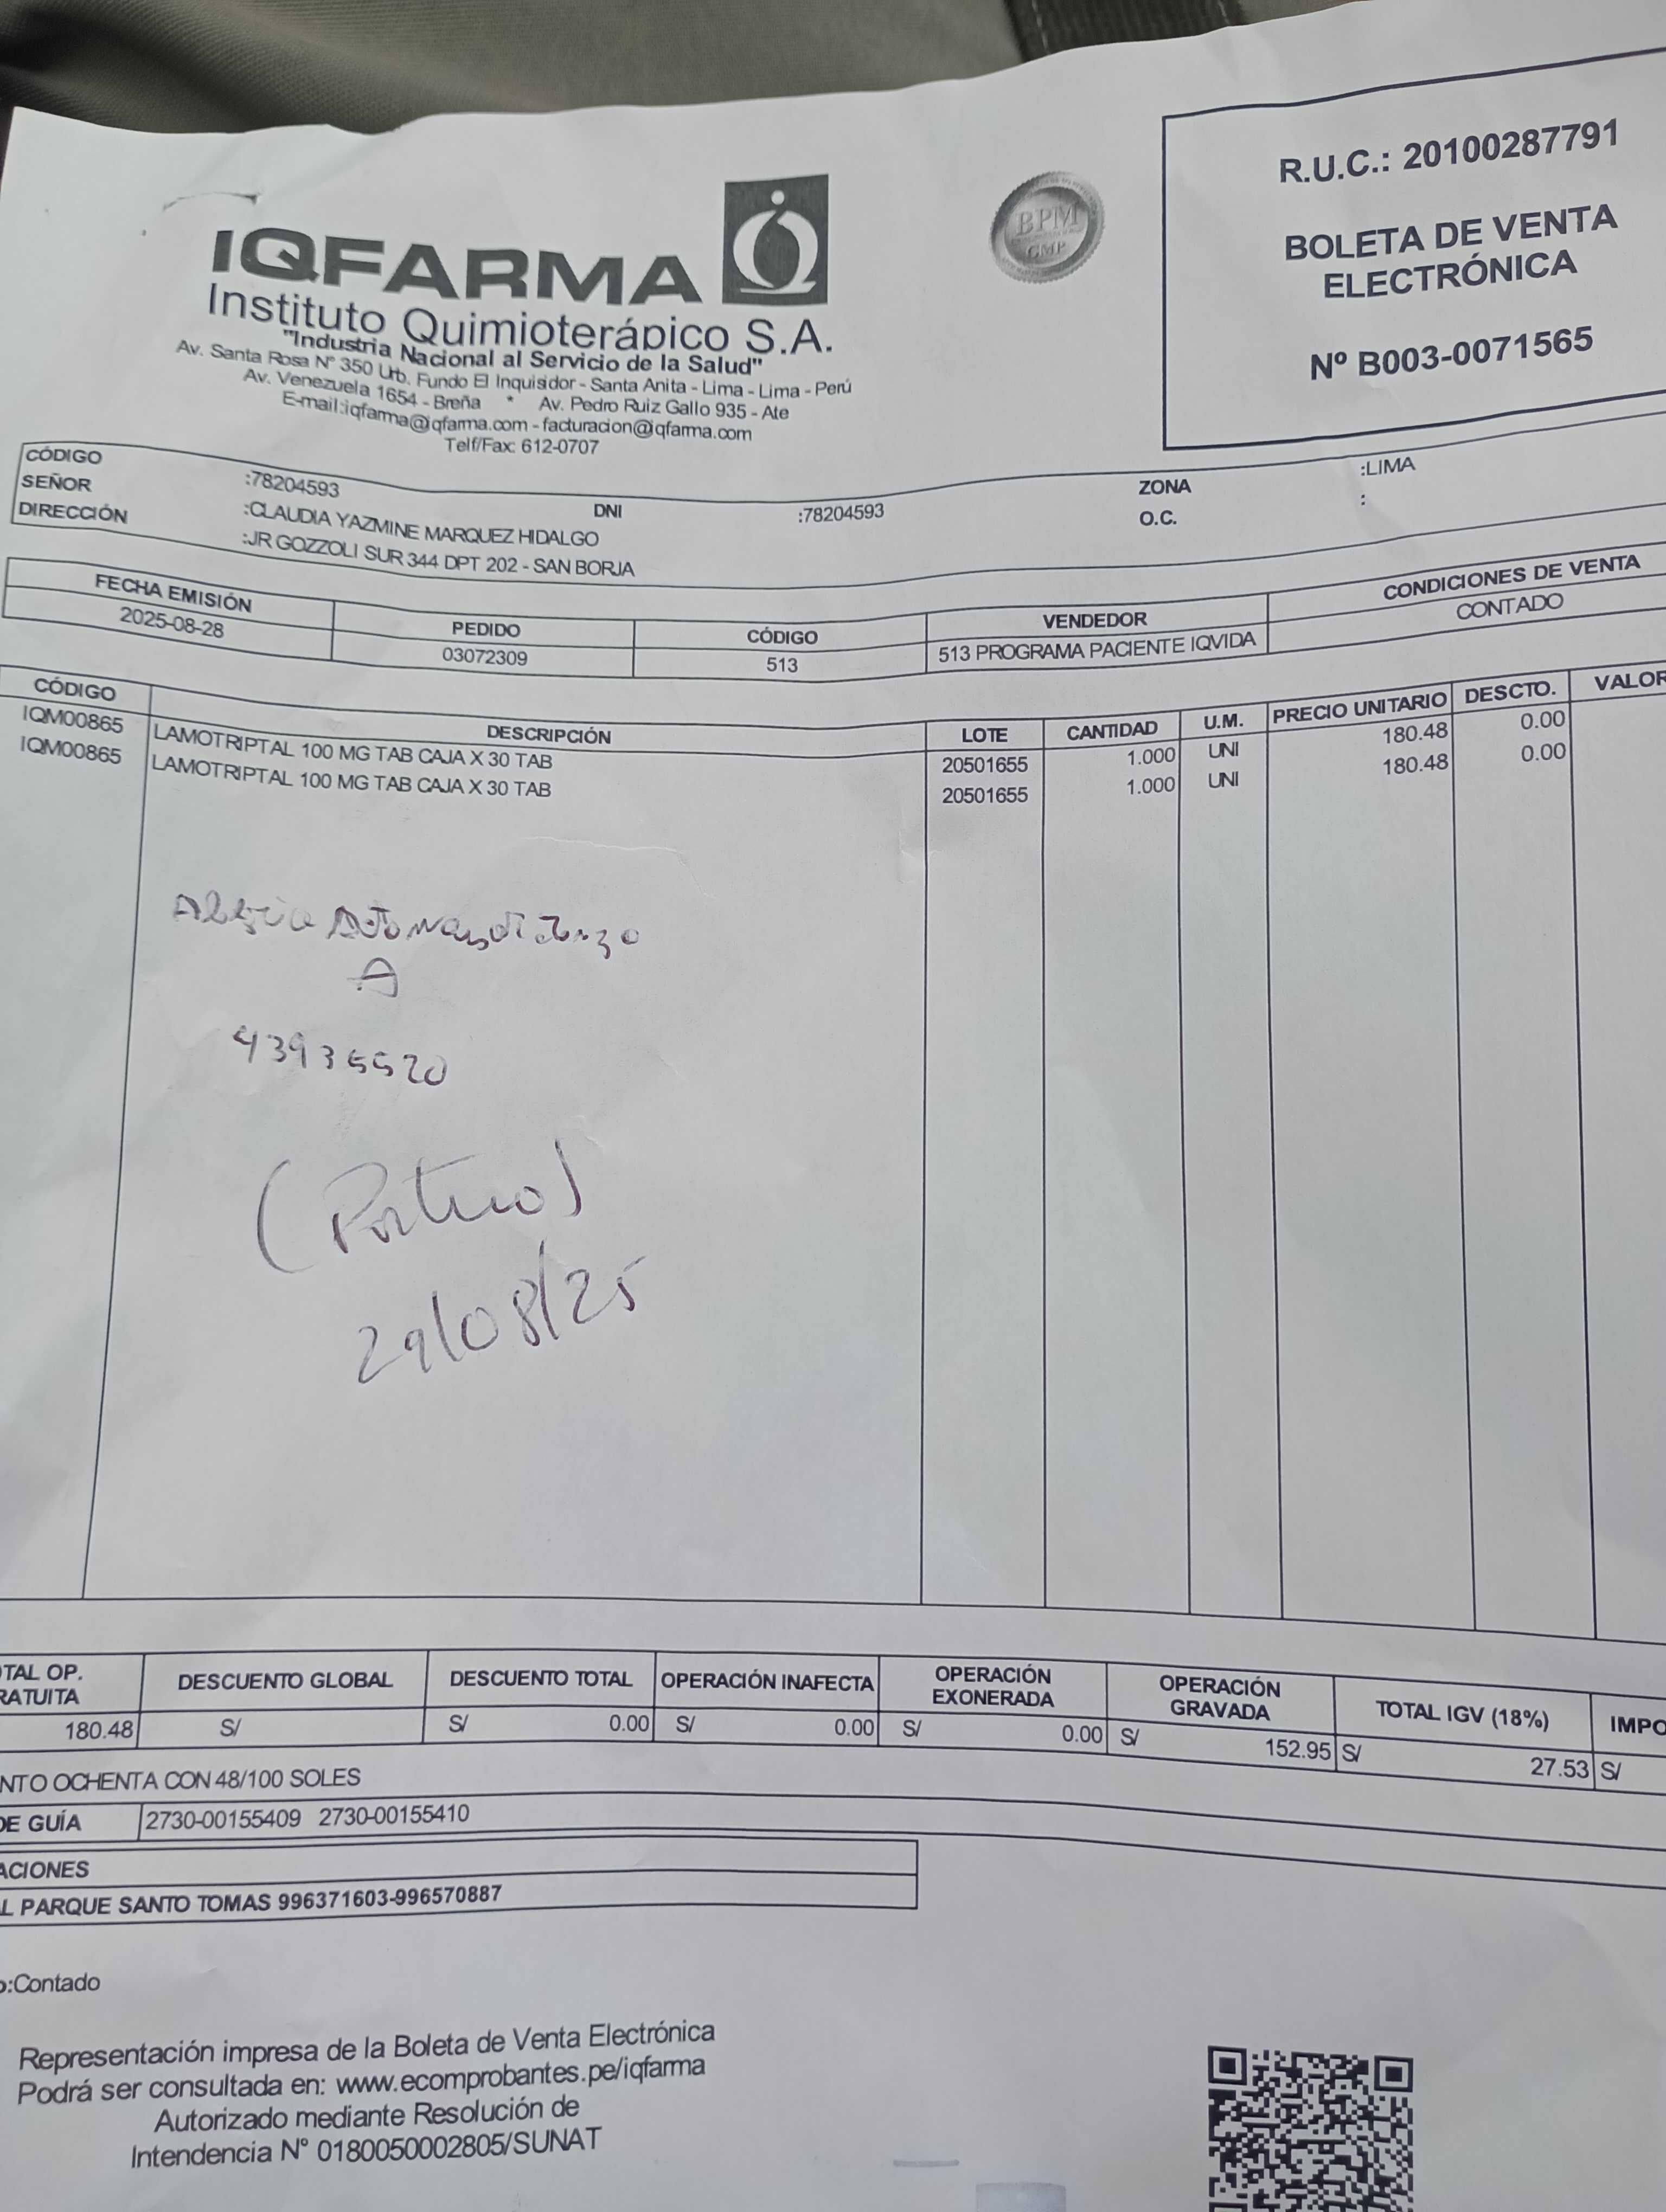 IQFARMA
Instituto Quimioterápico S.A.
"Industria Nacional al Servicio de la Salud"
Av. Santa Rosa N° 350 Urb. Fundo El Inquisidor - Santa Anita - Lima - Lima - Perú
Av. Venezuela 1654 - Breña * Av. Pedro Ruiz Gallo 935 - Ate
E-mail:iqfarma@iqfarma.com - facturacion@iqfarma.com
Telf/Fax: 612-0707
BPM
GMP
R.U.C.: 20100287791
BOLETA DE VENTA
ELECTRÓNICA
Nº B003-0071565
CÓDIGO :78204593 ZONA :LIMA
SEÑOR :CLAUDIA YAZMINE MARQUEZ HIDALGO DNI :78204593 O.C. :
DIRECCIÓN :JR GOZZOLI SUR 344 DPT 202 - SAN BORJA
FECHA EMISIÓN PEDIDO CÓDIGO VENDEDOR CONDICIONES DE VENTA
2025-08-28 03072309 513 513 PROGRAMA PACIENTE IQVIDA CONTADO
CÓDIGO DESCRIPCIÓN LOTE CANTIDAD U.M. PRECIO UNITARIO DESCTO. VALOR
IQM00865 LAMOTRIPTAL 100 MG TAB CAJA X 30 TAB 20501655 1.000 UNI 180.48 0.00
IQM00865 LAMOTRIPTAL 100 MG TAB CAJA X 30 TAB 20501655 1.000 UNI 180.48 0.00
A
43935520
29/08/25
TAL OP. DESCUENTO GLOBAL DESCUENTO TOTAL OPERACIÓN INAFECTA OPERACIÓN OPERACIÓN TOTAL IGV (18%) IMPO
RATUITA EXONERADA GRAVADA
180.48 S/ S/ 0.00 S/ 0.00 S/ 0.00 S/ 152.95 S/ 27.53 S/
NTO OCHENTA CON 48/100 SOLES
DE GUÍA 2730-00155409 2730-00155410
ACIONES
L PARQUE SANTO TOMAS 996371603-996570887
o:Contado
Representación impresa de la Boleta de Venta Electrónica
Podrá ser consultada en: www.ecomprobantes.pe/iqfarma
Autorizado mediante Resolución de
Intendencia N° 0180050002805/SUNAT